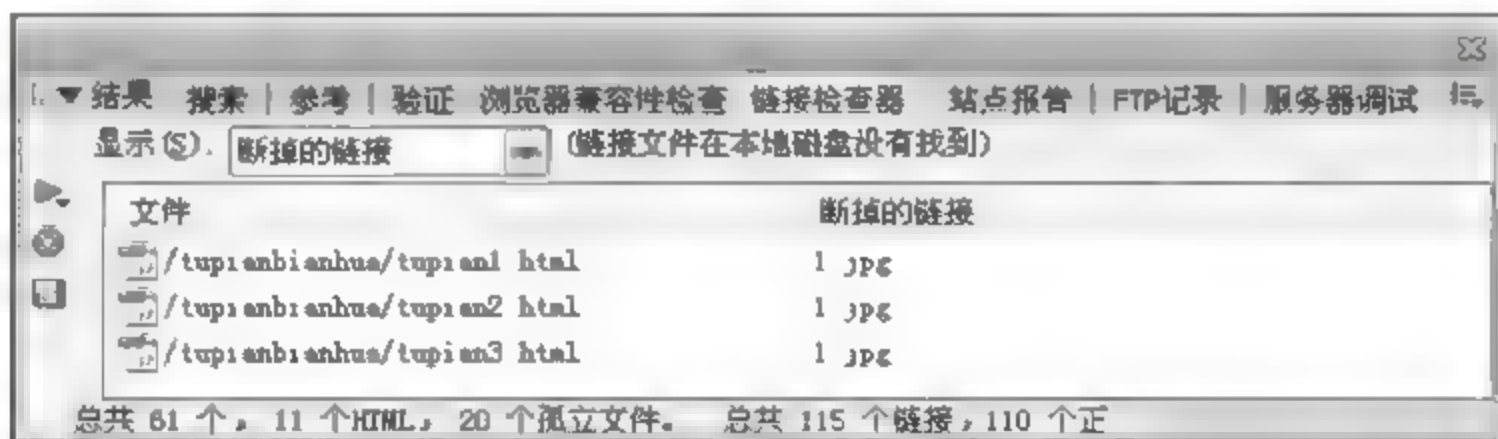 结果 搜索 | 参考 | 验证 浏览器兼容性检查 链接检查器 站点报告 | FTP记录 | 服务器调试
显示(S). 断掉的链接 (链接文件在本地磁盘没有找到)
文件 断掉的链接
/tupianbianhua/tupian1 html 1 jpg
/tupianbianhua/tupian2 html 1 jpg
/tupianbianhua/tupian3 html 1 jpg
总共 61 个, 11 个HTML, 20 个孤立文件。 总共 115 个链接,110 个正